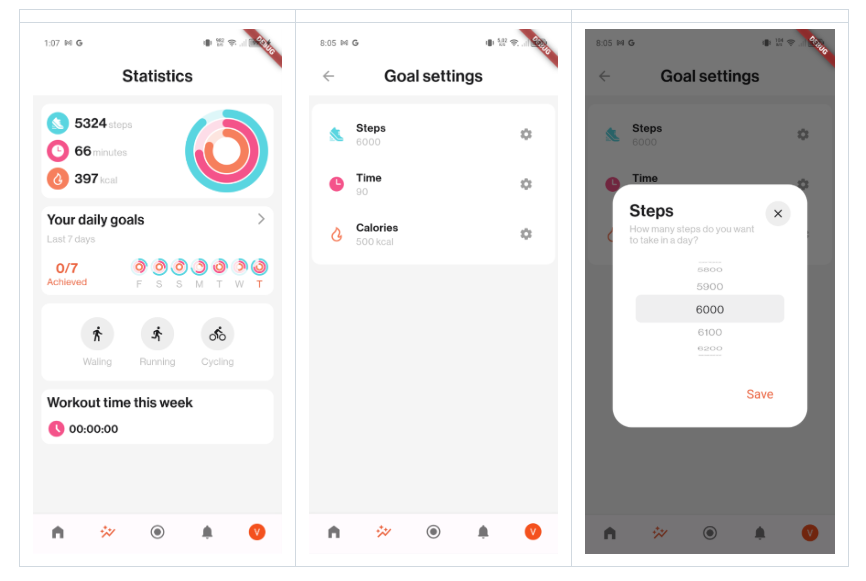 1:07 G
DEBUG
Statistics
5324 steps
66 minutes
397 kcal
Your daily goals
Last 7 days
0/7
Achieved
F S S M T W T
Waling Running Cycling
Workout time this week
00:00:00
V
8:05 G
DEBUG
Goal settings
Steps
6000
Time
90
Calories
500 kcal
V
8:05 G
DEBUG
Goal settings
Steps
6000
Time
Steps
How many steps do you want
to take in a day?
5800
5900
6000
6100
6200
Save
V